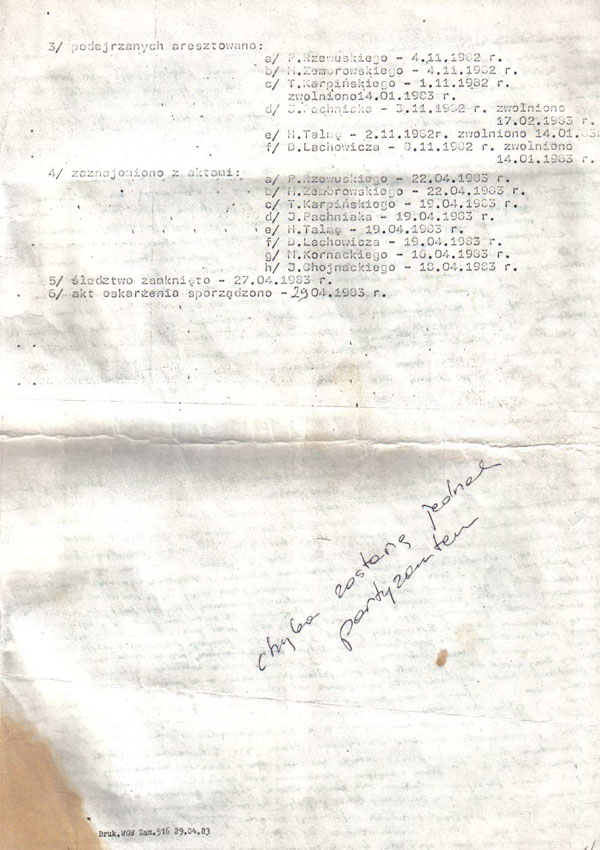 3/ podejrzanych aresztowano:
a/ P.Rzewuskiego - 4.11.1982 r.
b/ M.Zemorowskiego - 4.11.1982 r.
c/ T.Karpińskiego - 1.11.1982 r.
zwolniono14.01.1983 r.
d/ J.Pachniaka - 3.11.1982 r. zwolniono
17.02.1983 r.
e/ M.Talmę - 2.11.1982r. zwolniono 14.01.83
f/ D.Lachowicza - 8.11.1982 r. zwolniono
14.01.1983 r.
4/ zaznajomiono z aktami:
a/ P.Rzewuskiego - 22.04.1983 r.
b/ M.Zembrowskiego - 22.04.1983 r.
c/ T.Karpińskiego - 19.04.1983 r.
d/ J.Pachniaka - 19.04.1983 r.
e/ M.Talmę - 19.04.1983 r.
f/ D.Lachowicza - 19.04.1983 r.
g/ M.Kornackiego - 16.04.1983 r.
h/ J.Chojnackiego - 18.04.1983 r.
5/ śledztwo zamknięto - 27.04.1983 r.
6/ akt oskarżenia sporządzono - 29.04.1983 r.
chyba zostanę jednak
partyzantem
Druk.WOW Zam.516 29.04.83